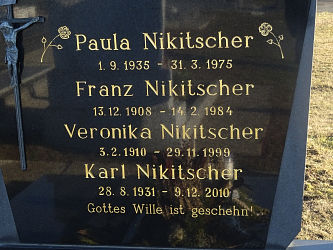 Paula Nikitscher
1. 9. 1935 - 31. 3. 1975
Franz Nikitscher
13. 12. 1908 - 14. 2. 1984
Veronika Nikitscher
3. 2. 1910 - 29. 11. 1999
Karl Nikitscher
28. 8. 1931 - 9. 12. 2010
Gottes Wille ist geschehn!